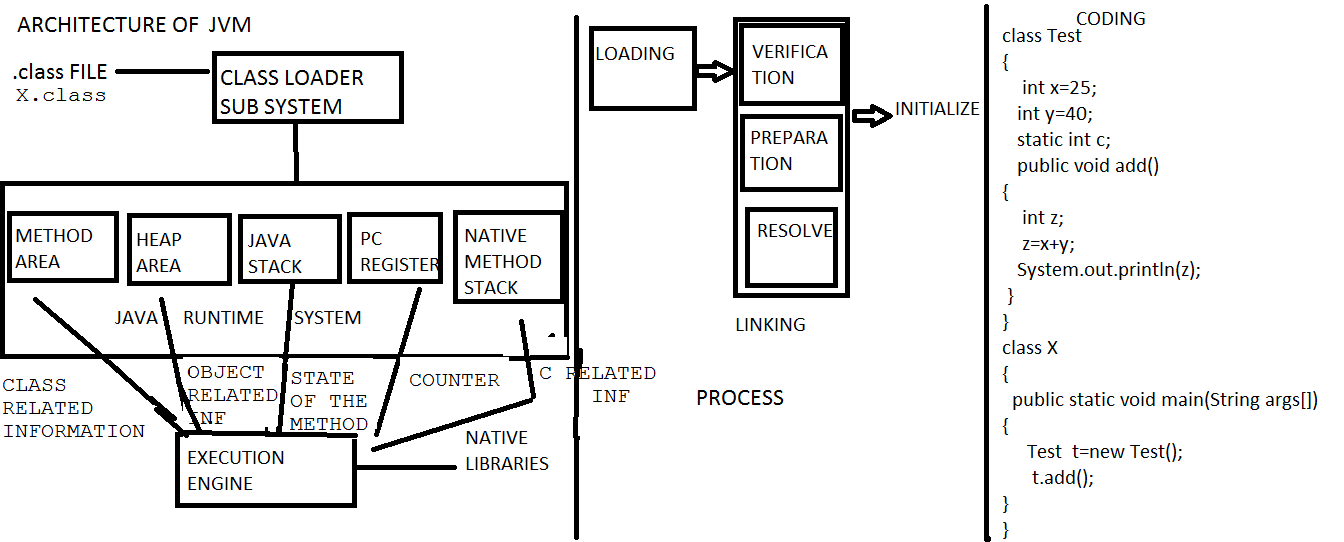 ARCHITECTURE OF JVM
.class FILE
X.class
CLASS LOADER
SUB SYSTEM
METHOD
AREA
HEAP
AREA
JAVA
STACK
PC
REGISTER
NATIVE
METHOD
STACK
JAVA RUNTIME SYSTEM
CLASS
RELATED
INFORMATION
OBJECT
RELATED
INF
STATE
OF THE
METHOD
COUNTER
C RELATED
INF
EXECUTION
ENGINE
NATIVE
LIBRARIES
LOADING
VERIFICA
TION
PREPARA
TION
RESOLVE
LINKING
INITIALIZE
PROCESS
CODING
class Test
{
int x=25;
int y=40;
static int c;
public void add()
{
int z;
z=x+y;
System.out.println(z);
}
}
class X
{
public static void main(String args[])
{
Test t=new Test();
t.add();
}
}